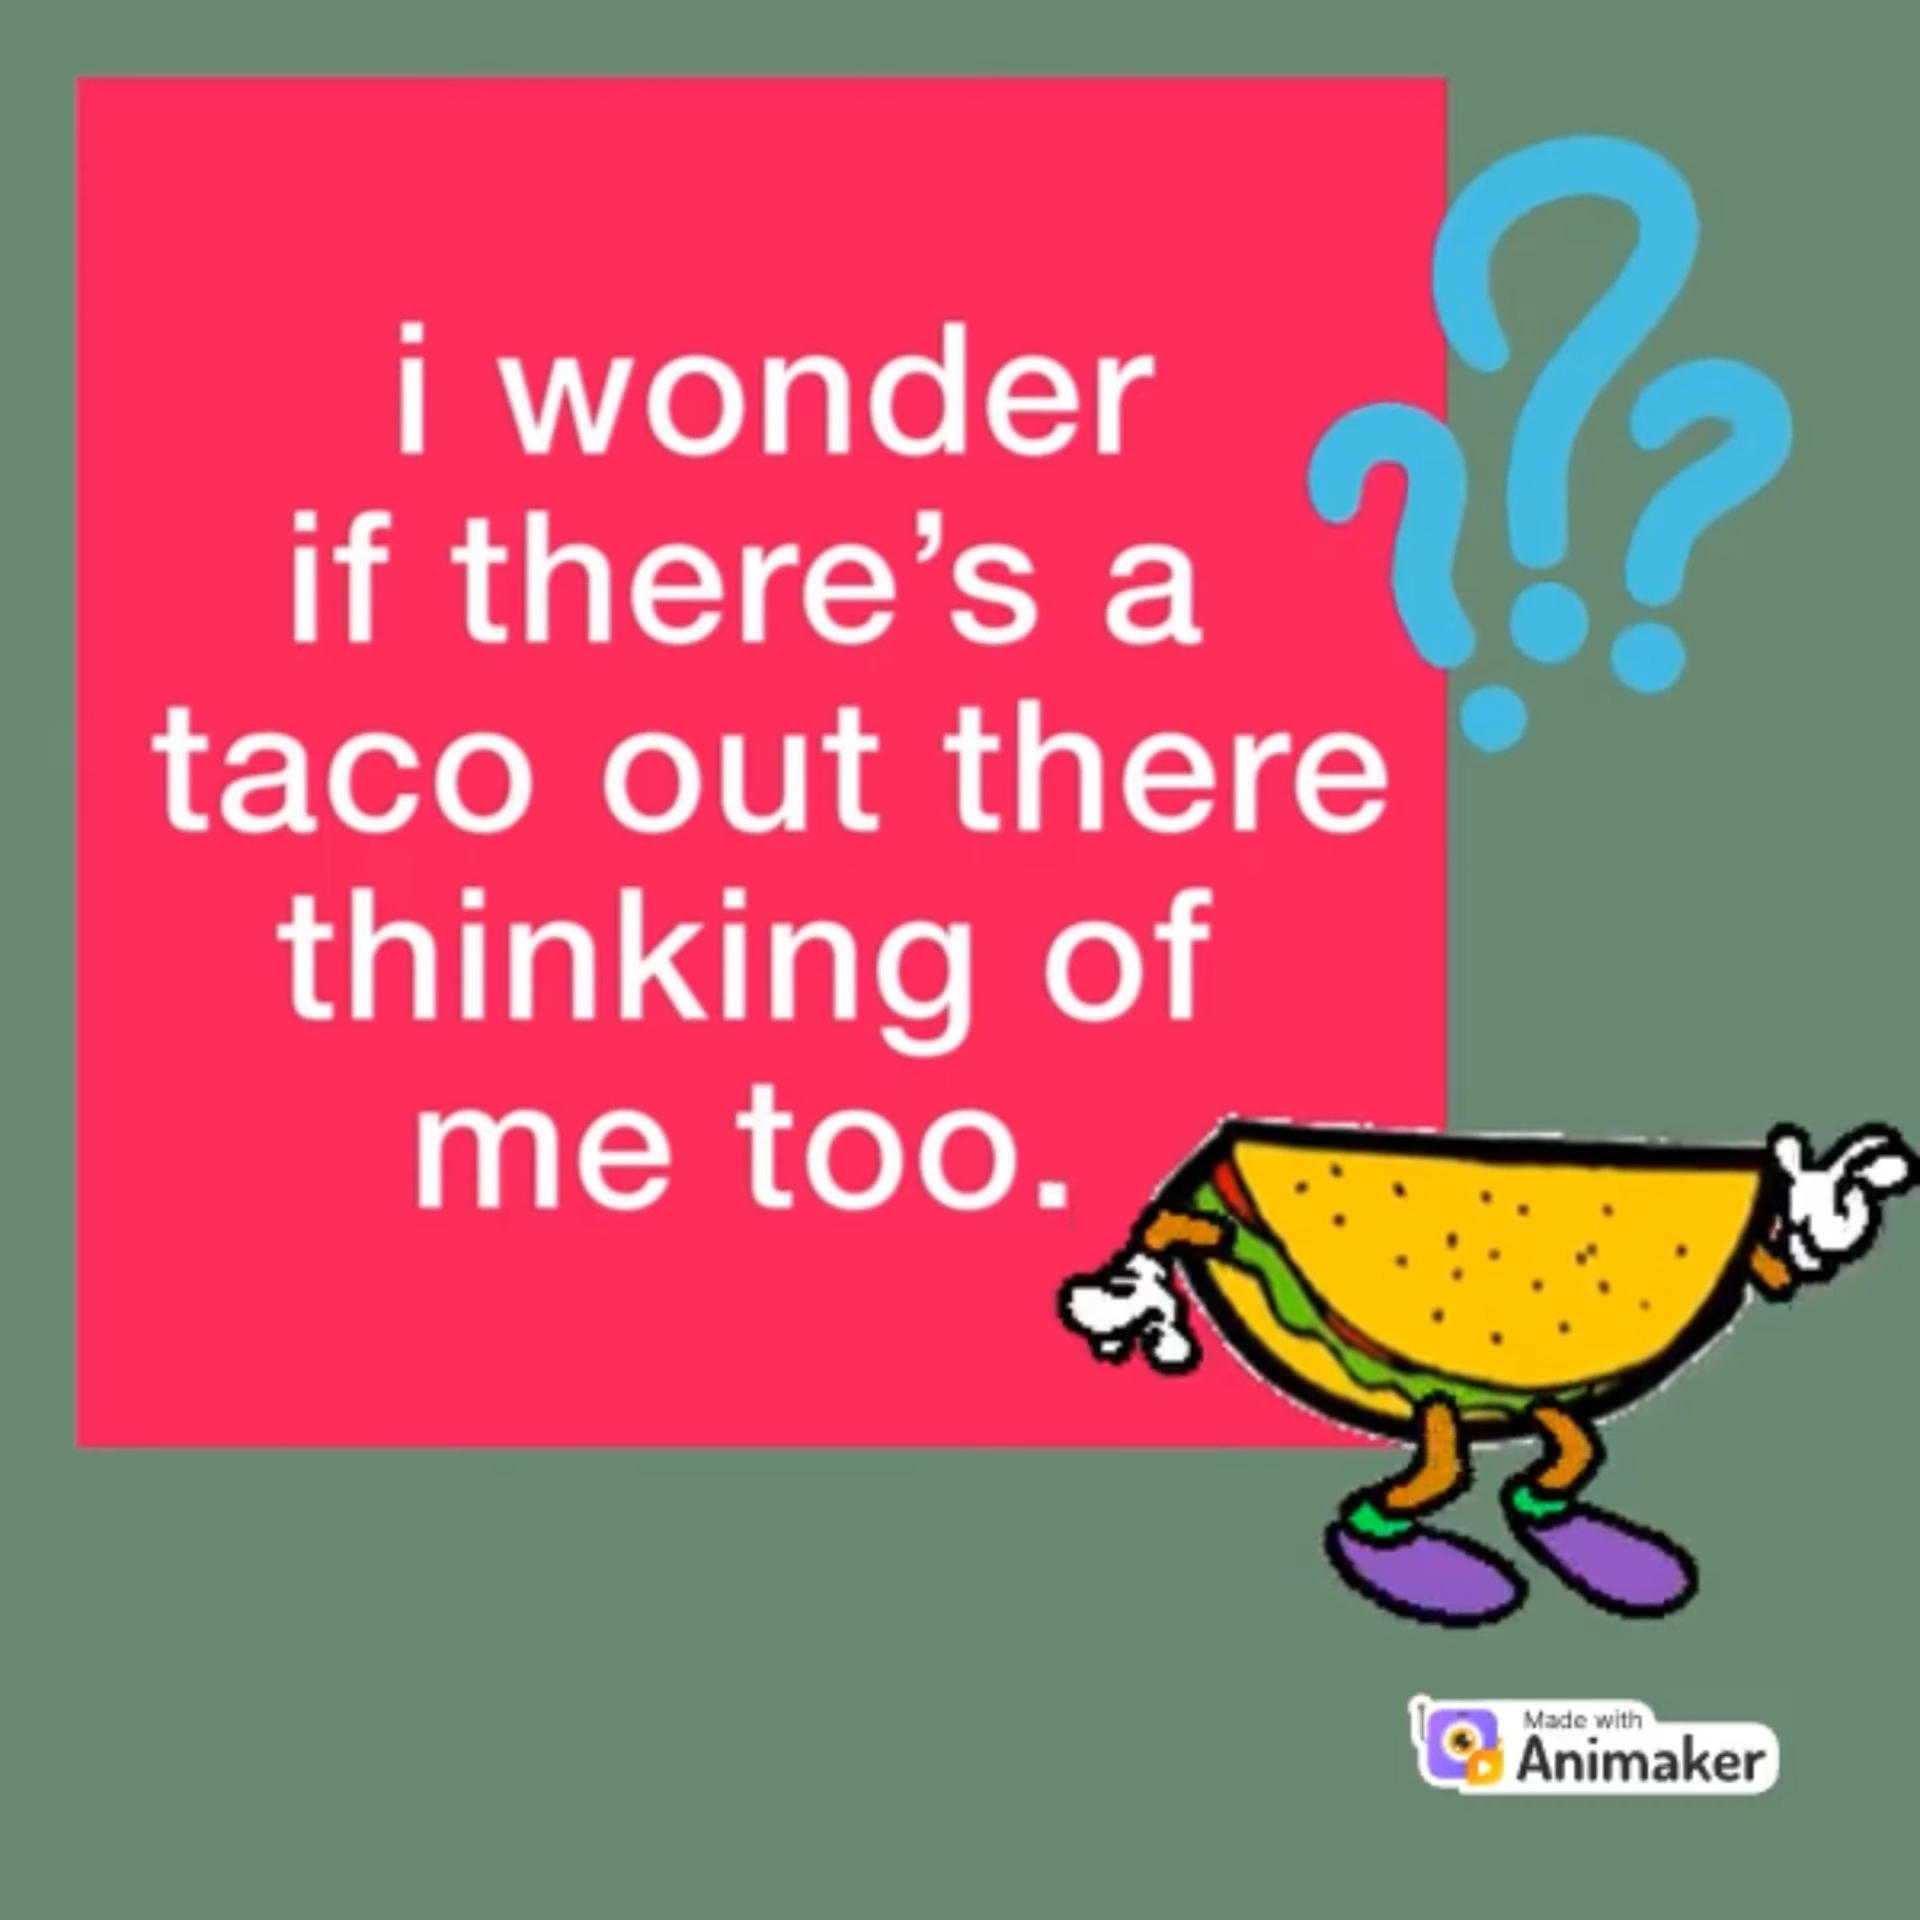 i wonder
if there’s a
taco out there
thinking of
me too.
???
Made with
Animaker